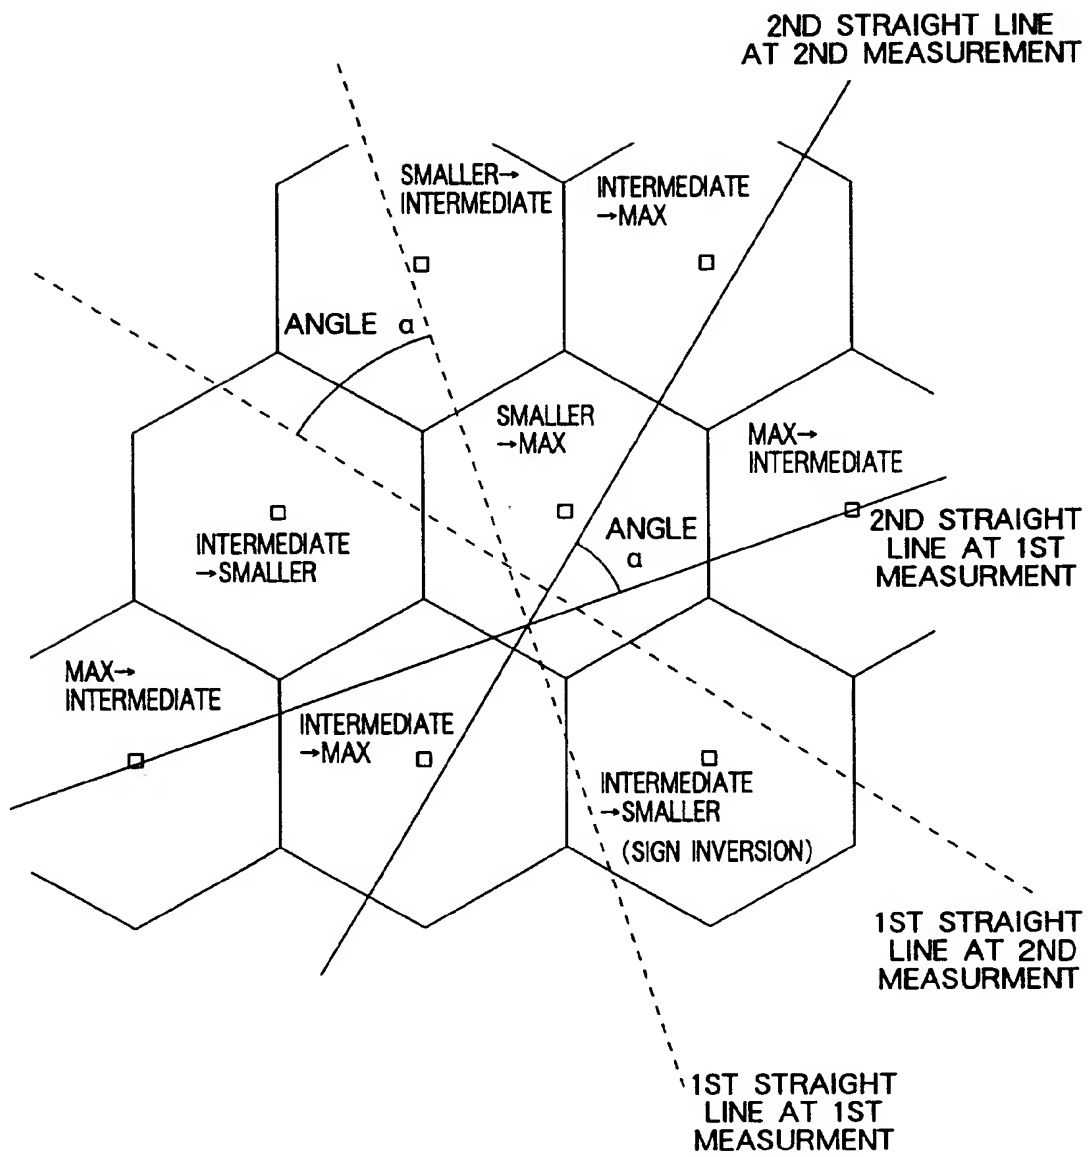 2ND STRAIGHT LINE
AT 2ND MEASUREMENT
SMALLER→
INTERMEDIATE
INTERMEDIATE
→MAX
ANGLE α
SMALLER
→MAX
MAX→
INTERMEDIATE
INTERMEDIATE
→SMALLER
ANGLE
α
2ND STRAIGHT
LINE AT 1ST
MEASURMENT
MAX→
INTERMEDIATE
INTERMEDIATE
→MAX
INTERMEDIATE
→SMALLER
(SIGN INVERSION)
1ST STRAIGHT
LINE AT 2ND
MEASURMENT
1ST STRAIGHT
LINE AT 1ST
MEASURMENT